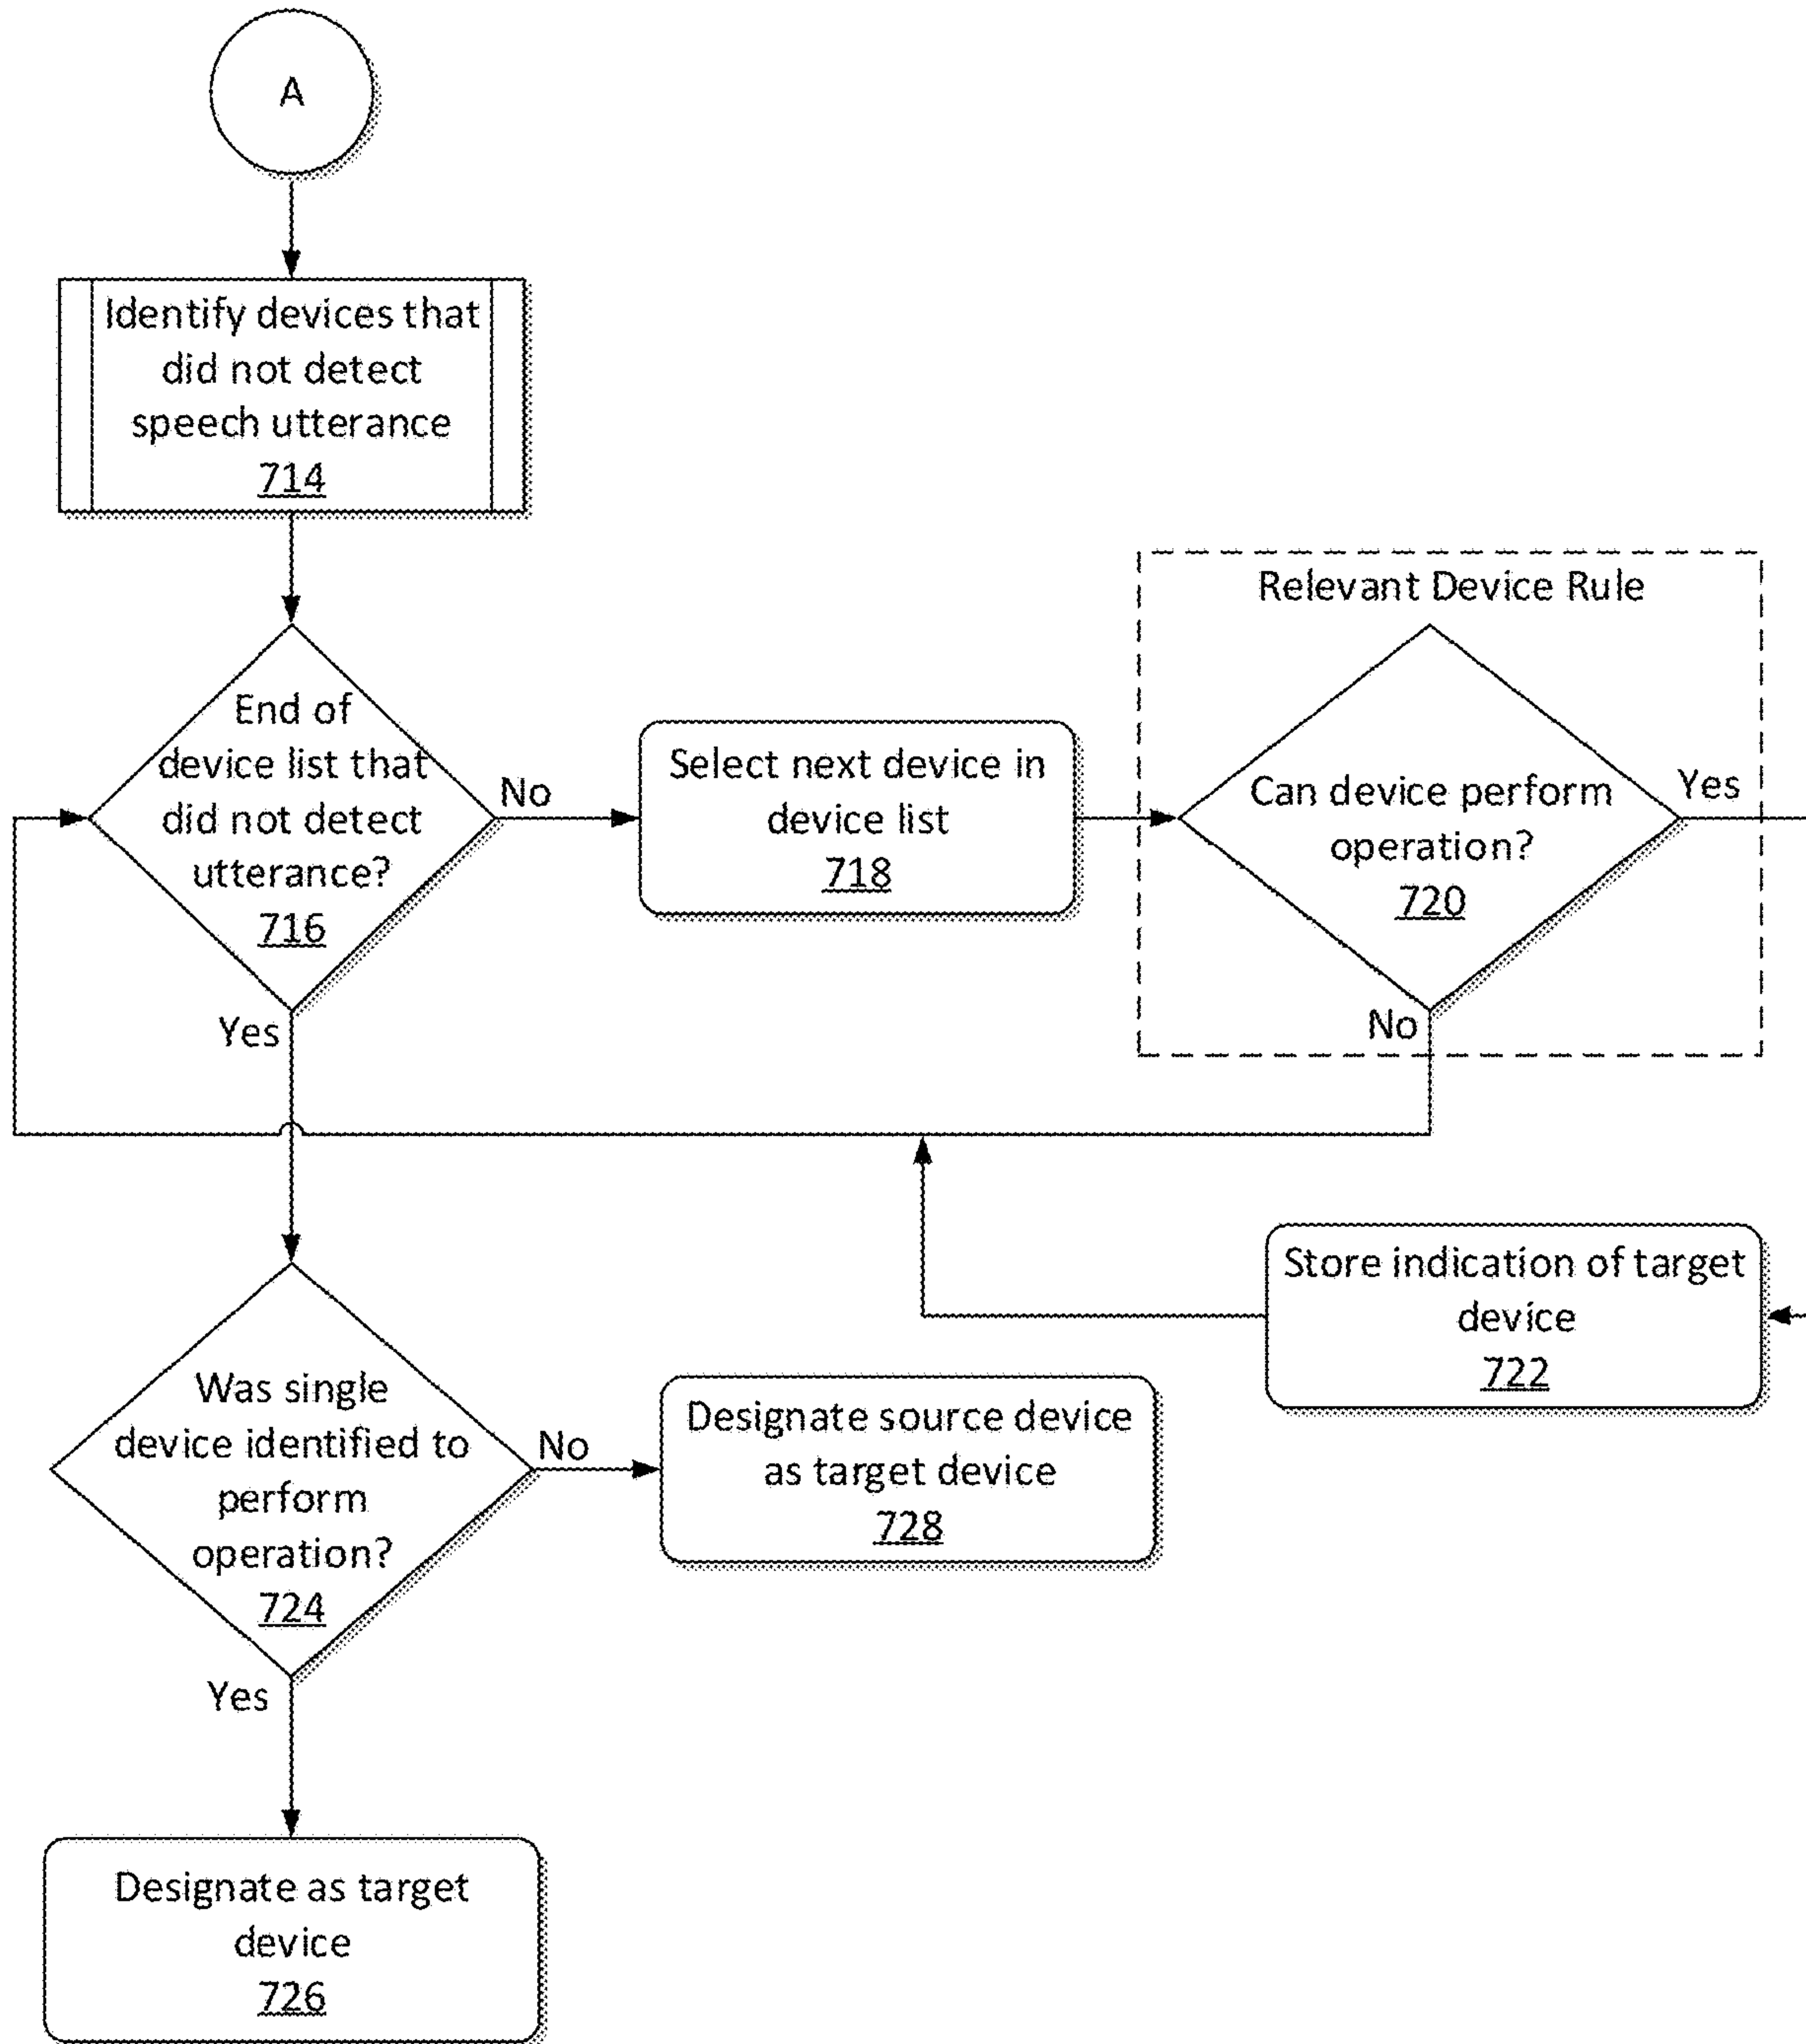 A
Identify devices that
did not detect
speech utterance
714
End of
device list that
did not detect
utterance?
716
No
Yes
Select next device in
device list
718
Relevant Device Rule
Can device perform
operation?
720
Yes
No
Store indication of target
device
722
Was single
device identified to
perform
operation?
724
No
Yes
Designate source device
as target device
728
Designate as target
device
726